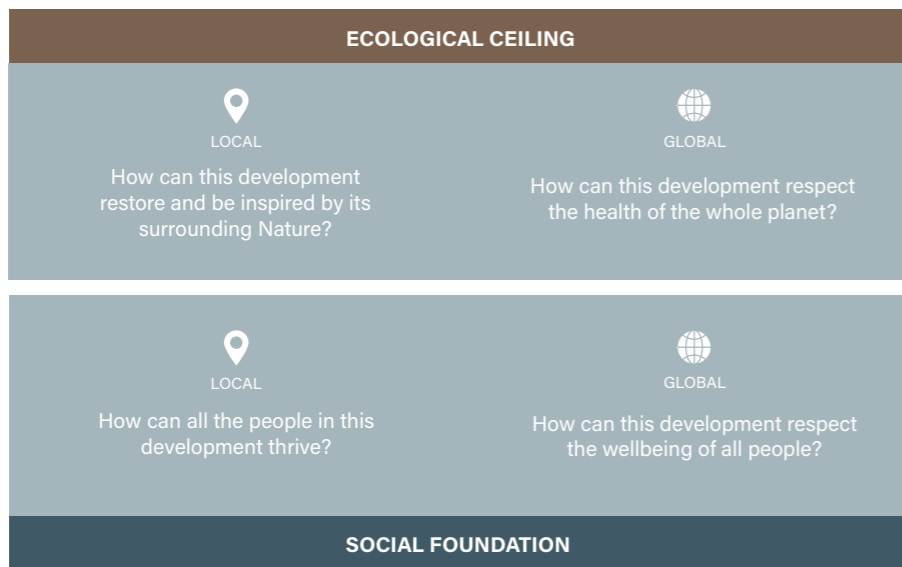 ECOLOGICAL CEILING
LOCAL
How can this development
restore and be inspired by its
surrounding Nature?
GLOBAL
How can this development respect
the health of the whole planet?
LOCAL
How can all the people in this
development thrive?
GLOBAL
How can this development respect
the wellbeing of all people?
SOCIAL FOUNDATION